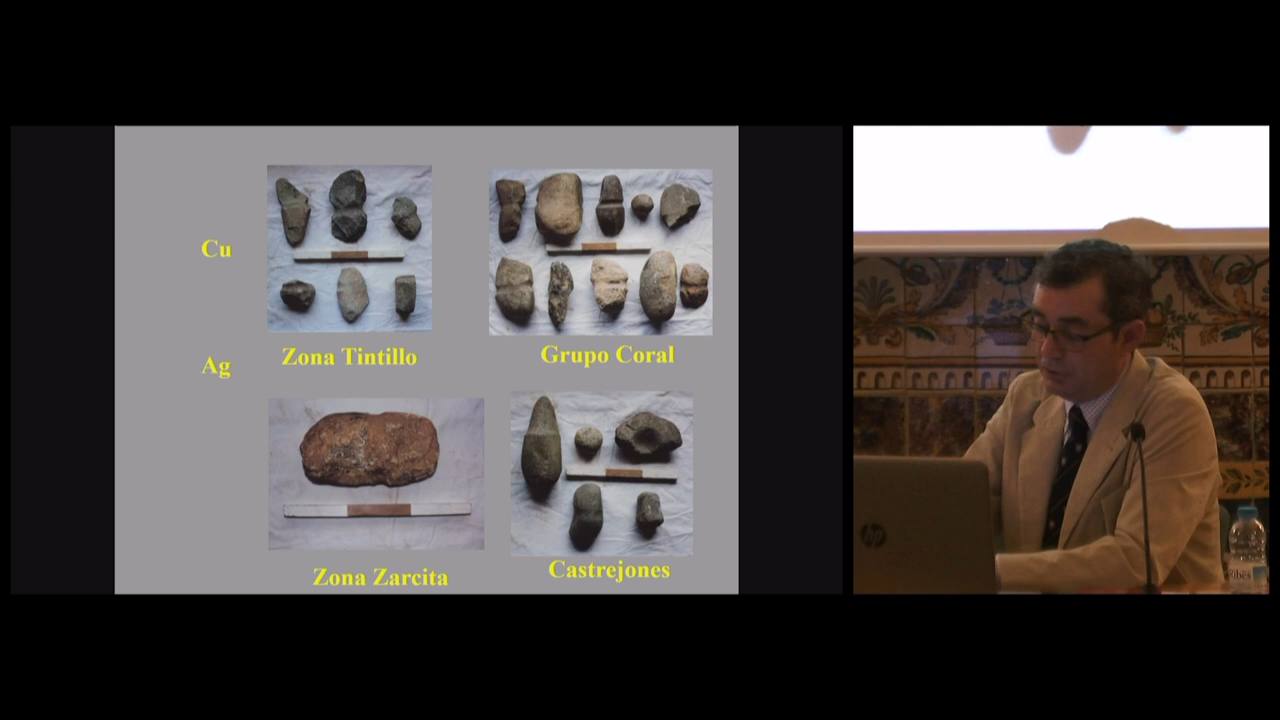 Cu
Zona Tintillo
Grupo Coral
Ag
Zona Zarcita
Castrejones
hp